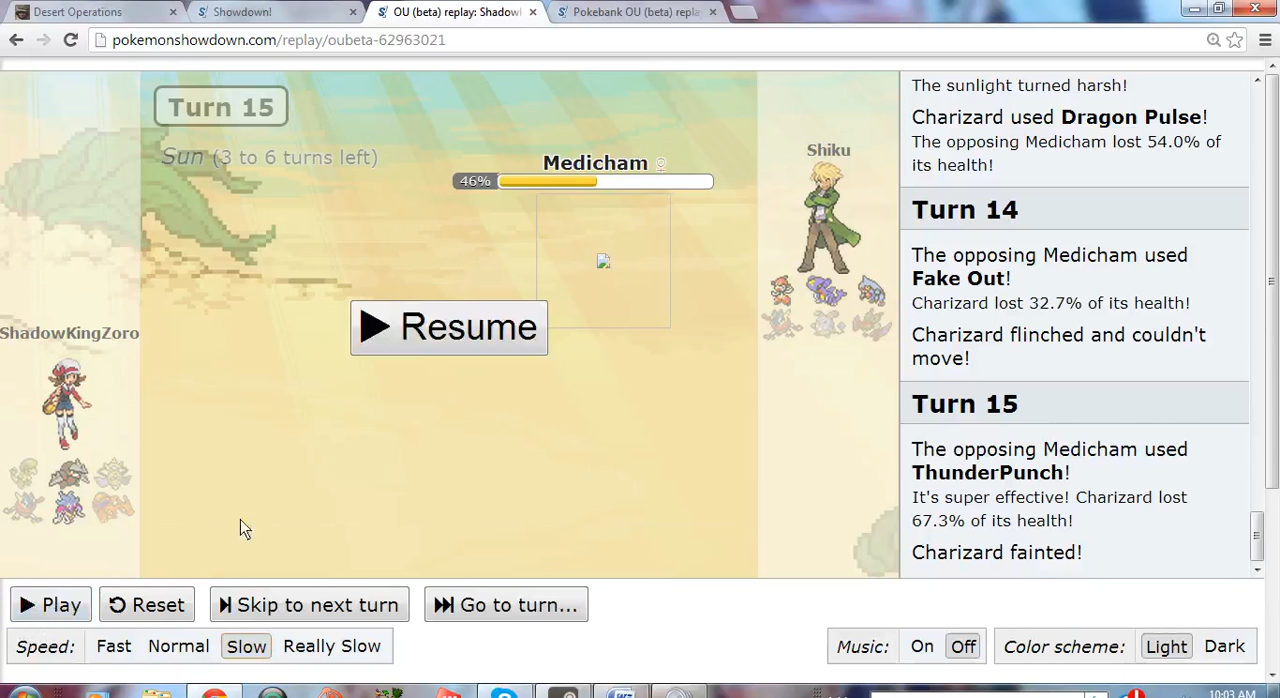 Desert Operations
Showdown!
OU (beta) replay: Shadowl
Pokebank OU (beta) repla
pokemonshowdown.com/replay/oubeta-62963021
Turn 15
Sun (3 to 6 turns left)
Medicham
46%
Shiku
ShadowKingZoro
Resume
The sunlight turned harsh!
Charizard used Dragon Pulse!
The opposing Medicham lost 54.0% of
its health!
Turn 14
The opposing Medicham used
Fake Out!
Charizard lost 32.7% of its health!
Charizard flinched and couldn't
move!
Turn 15
The opposing Medicham used
ThunderPunch!
It's super effective! Charizard lost
67.3% of its health!
Charizard fainted!
Play
Reset
Skip to next turn
Go to turn...
Speed: Fast Normal Slow Really Slow
Music: On Off
Color scheme: Light Dark
10:03 AM